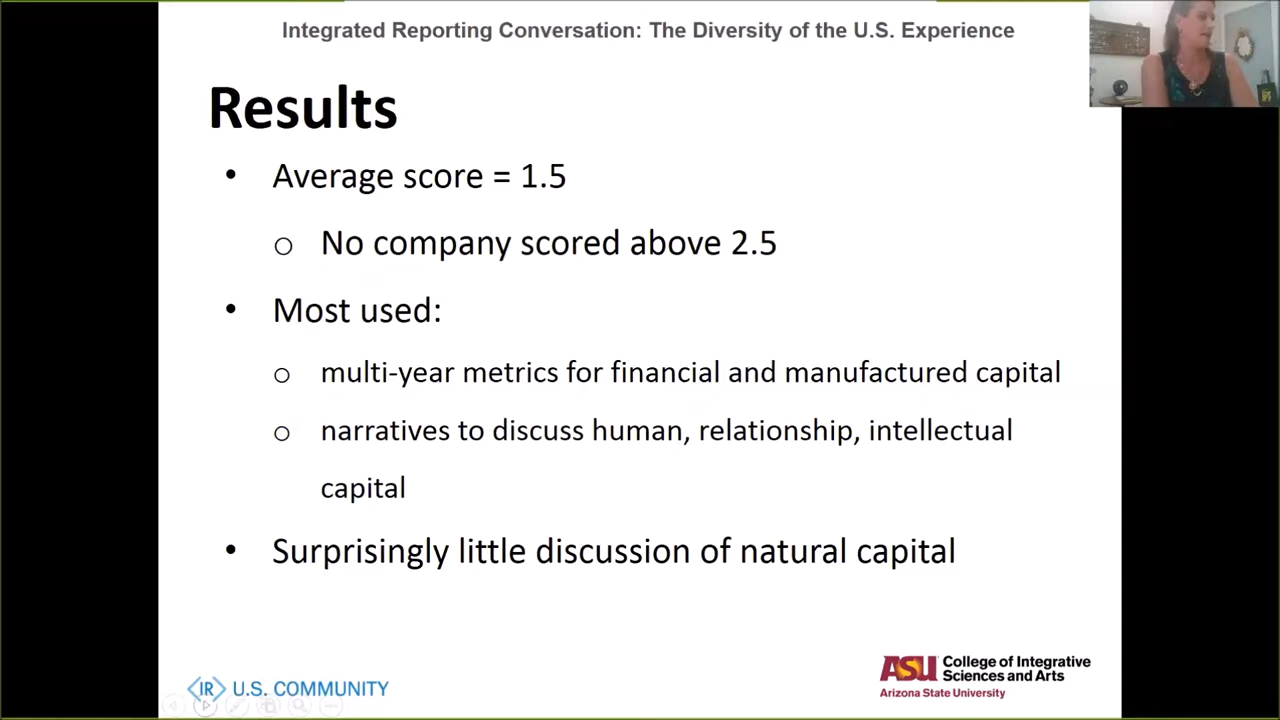 Integrated Reporting Conversation: The Diversity of the U.S. Experience
Results
• Average score = 1.5
o No company scored above 2.5
• Most used:
o multi-year metrics for financial and manufactured capital
o narratives to discuss human, relationship, intellectual
capital
• Surprisingly little discussion of natural capital
IR U.S. COMMUNITY
ASU College of Integrative
Sciences and Arts
Arizona State University